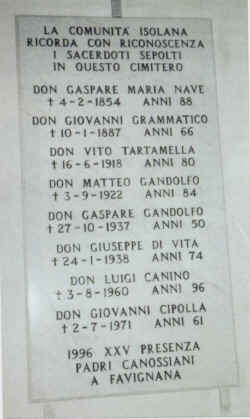 LA COMUNITÀ ISOLANA
RICORDA CON RICONOSCENZA
I SACERDOTI SEPOLTI
IN QUESTO CIMITERO
DON GASPARE MARIA NAVE
† 4-2-1854 ANNI 88
DON GIOVANNI GRAMMATICO
† 10-1-1887 ANNI 66
DON VITO TARTAMELLA
† 16-6-1918 ANNI 80
DON MATTEO GANDOLFO
† 3-9-1922 ANNI 84
DON GASPARE GANDOLFO
† 27-10-1937 ANNI 50
DON GIUSEPPE DI VITA
† 24-1-1938 ANNI 74
DON LUIGI CANINO
† 3-8-1960 ANNI 96
DON GIOVANNI CIPOLLA
† 2-7-1971 ANNI 61
1996 XXV PRESENZA
PADRI CANOSSIANI
A FAVIGNANA